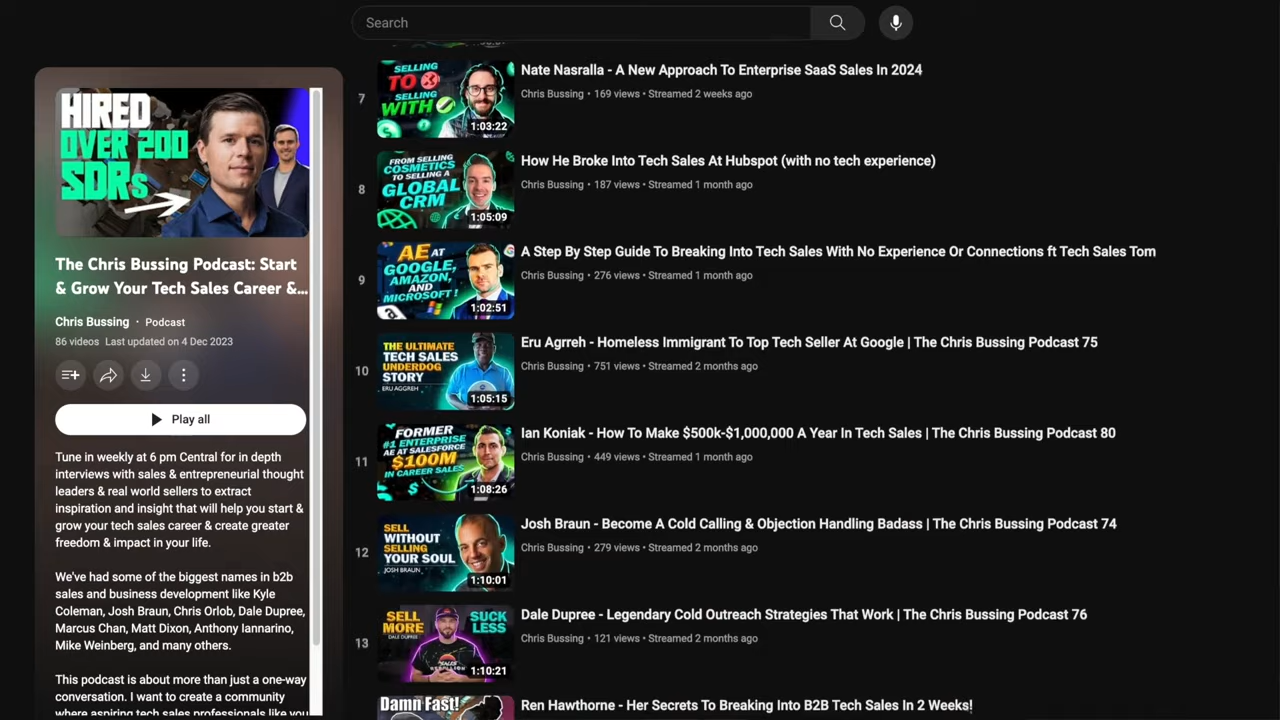 Search
HIRED
OVER 200
SDRs
The Chris Bussing Podcast: Start
& Grow Your Tech Sales Career &...
Chris Bussing · Podcast
86 videos Last updated on 4 Dec 2023
Play all
Tune in weekly at 6 pm Central for in depth
interviews with sales & entrepreneurial thought
leaders & real world sellers to extract
inspiration and insight that will help you start &
grow your tech sales career & create greater
freedom & impact in your life.
We've had some of the biggest names in b2b
sales and business development like Kyle
Coleman, Josh Braun, Chris Orlob, Dale Dupree,
Marcus Chan, Matt Dixon, Anthony Iannarino,
Mike Weinberg, and many others.
This podcast is about more than just a one-way
conversation. I want to create a community
where aspiring tech sales professionals like you
7
SELLING
TO
SELLING
WITH
1:03:22
Nate Nasralla - A New Approach To Enterprise SaaS Sales In 2024
Chris Bussing • 169 views • Streamed 2 weeks ago
8
FROM SELLING
COSMETICS
TO SELLING A
GLOBAL
CRM
1:05:09
How He Broke Into Tech Sales At Hubspot (with no tech experience)
Chris Bussing • 187 views • Streamed 1 month ago
9
AE AT
GOOGLE,
AMAZON,
AND
MICROSOFT!
1:02:51
A Step By Step Guide To Breaking Into Tech Sales With No Experience Or Connections ft Tech Sales Tom
Chris Bussing • 276 views • Streamed 1 month ago
10
THE ULTIMATE
TECH SALES
UNDERDOG
STORY
ERU AGGREH
1:05:15
Eru Agrreh - Homeless Immigrant To Top Tech Seller At Google | The Chris Bussing Podcast 75
Chris Bussing • 751 views • Streamed 2 months ago
11
FORMER
#1 ENTERPRISE
AE AT SALESFORCE
$100M
IN CAREER SALES
1:08:26
Ian Koniak - How To Make $500k-$1,000,000 A Year In Tech Sales | The Chris Bussing Podcast 80
Chris Bussing • 449 views • Streamed 1 month ago
12
SELL
WITHOUT
SELLING
YOUR SOUL
JOSH BRAUN
1:10:01
Josh Braun - Become A Cold Calling & Objection Handling Badass | The Chris Bussing Podcast 74
Chris Bussing • 279 views • Streamed 2 months ago
13
SELL
MORE
DALE DUPREE
SUCK
LESS
1:10:21
Dale Dupree - Legendary Cold Outreach Strategies That Work | The Chris Bussing Podcast 76
Chris Bussing • 121 views • Streamed 2 months ago
Damn Fast!
Ren Hawthorne - Her Secrets To Breaking Into B2B Tech Sales In 2 Weeks!